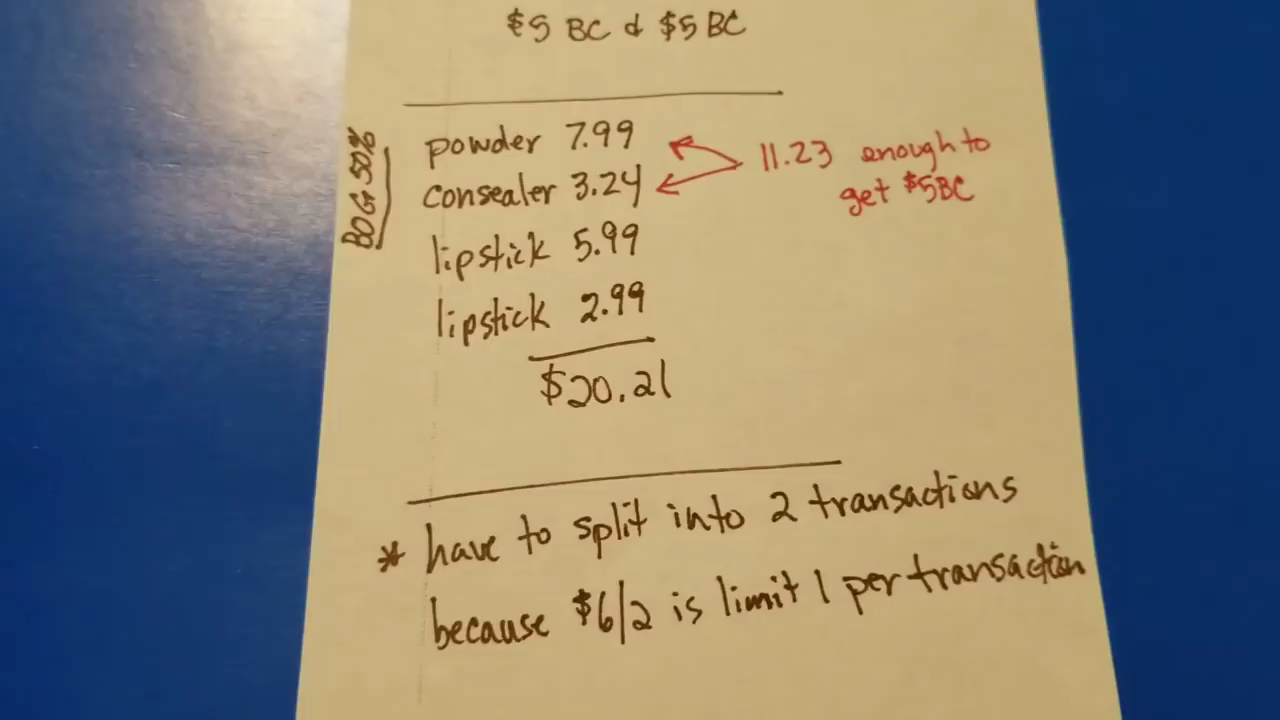 $5 BC & $5 BC
BOG 50%
powder 7.99
consealer 3.24
11.23 enough to
get $5BC
lipstick 5.99
lipstick 2.99
$20.21
* have to split into 2 transactions
because $6/2 is limit 1 per transaction